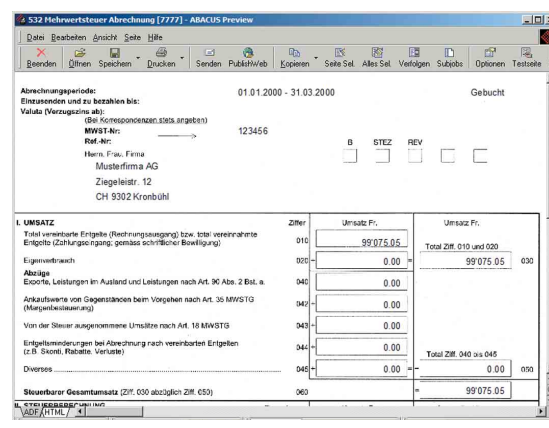 532 Mehrwertsteuer Abrechnung [7777] - ABACUS Preview
Datei Bearbeiten Ansicht Seite Hilfe
Beenden Öffnen Speichern Drucken Senden PublishWeb Kopieren Seite Sel. Alles Sel. Verfolgen Subjobs Optionen Testseite
Abrechnungsperiode: 01.01.2000 - 31.03.2000 Gebucht
Einzusenden und zu bezahlen bis:
Valuta (Verzugszins ab):
(Bei Korrespondenzen stets angeben)
MWST-Nr: 123456
Ref.-Nr: B STEZ REV
Herrn. Frau. Firma
Musterfirma AG
Ziegeleistr. 12
CH 9302 Kronbühl
I. UMSATZ Ziffer Umsatz Fr. Umsatz Fr.
Total vereinbarte Entgelte (Rechnungsausgang) bzw. total vereinnahmte
Entgelte (Zahlungseingang; gemäss schriftlicher Bewilligung) 010 99'075.05 Total Ziff. 010 und 020
Eigenverbrauch 020 + 0.00 = 99'075.05 030
Abzüge
Exporte, Leistungen im Ausland und Leistungen nach Art. 90 Abs. 2 Bst. a. 040 0.00
Ankaufswerte von Gegenständen beim Vorgehen nach Art. 35 MWSTG
(Margenbesteuerung) 042 + 0.00
Von der Steuer ausgenommene Umsätze nach Art. 18 MWSTG 043 + 0.00
Entgeltsminderungen bei Abrechnung nach vereinbarten Entgelten
(z.B. Skonti, Rabatte, Verluste) 044 + 0.00 Total Ziff. 040 bis 045
Diverses 045 + 0.00 = - 0.00 050
Steuerbarer Gesamtumsatz (Ziff. 030 abzüglich Ziff. 050) 060 = 99'075.05
II. STEUERBERECHNUNG
ADF HTML